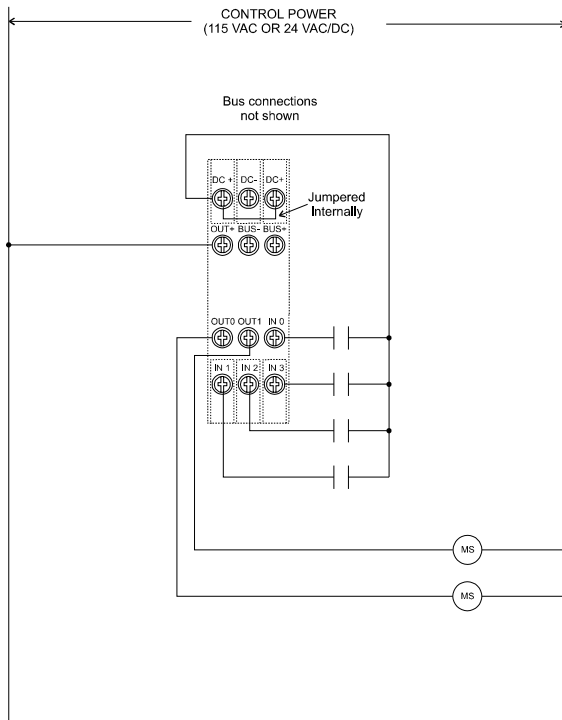 CONTROL POWER
(115 VAC OR 24 VAC/DC)
Bus connections
not shown
DC + DC- DC+
Jumpered
Internally
OUT+ BUS- BUS+
OUT0 OUT1 IN 0
IN 1 IN 2 IN 3
MS
MS